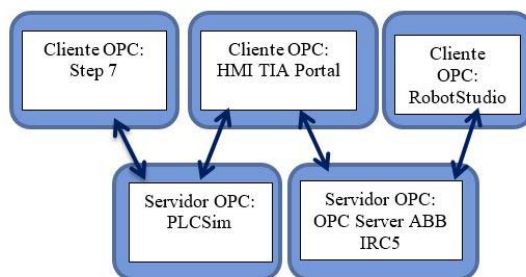 Cliente OPC:
Step 7
Cliente OPC:
HMI TIA Portal
Cliente
OPC:
RobotStudio
Servidor OPC:
PLCSim
Servidor OPC:
OPC Server ABB
IRC5